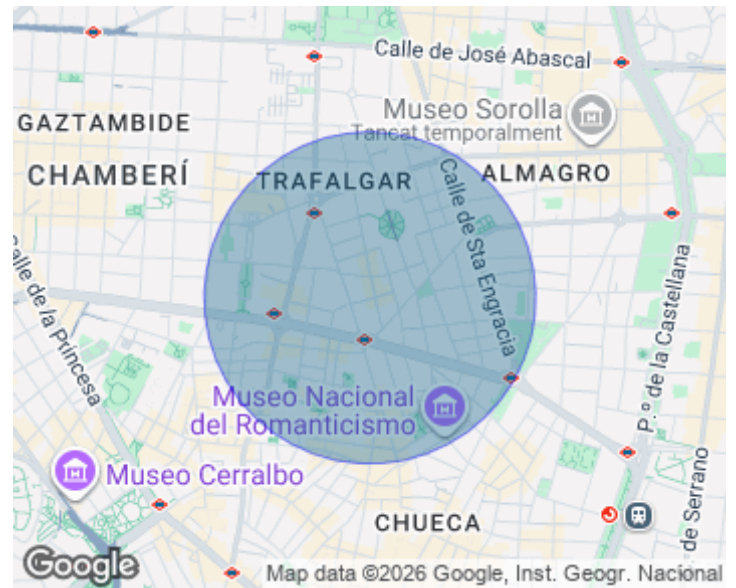 Calle de José Abascal
GAZTAMBIDE
Museo Sorolla
Tancat temporalment
CHAMBERÍ
TRAFALGAR
ALMAGRO
Calle de Sta Engracia
Calle de la Princesa
P.º de la Castellana
Museo Nacional
del Romanticismo
Museo Cerralbo
de Serrano
CHUECA
Google
Map data ©2026 Google, Inst. Geogr. Nacional